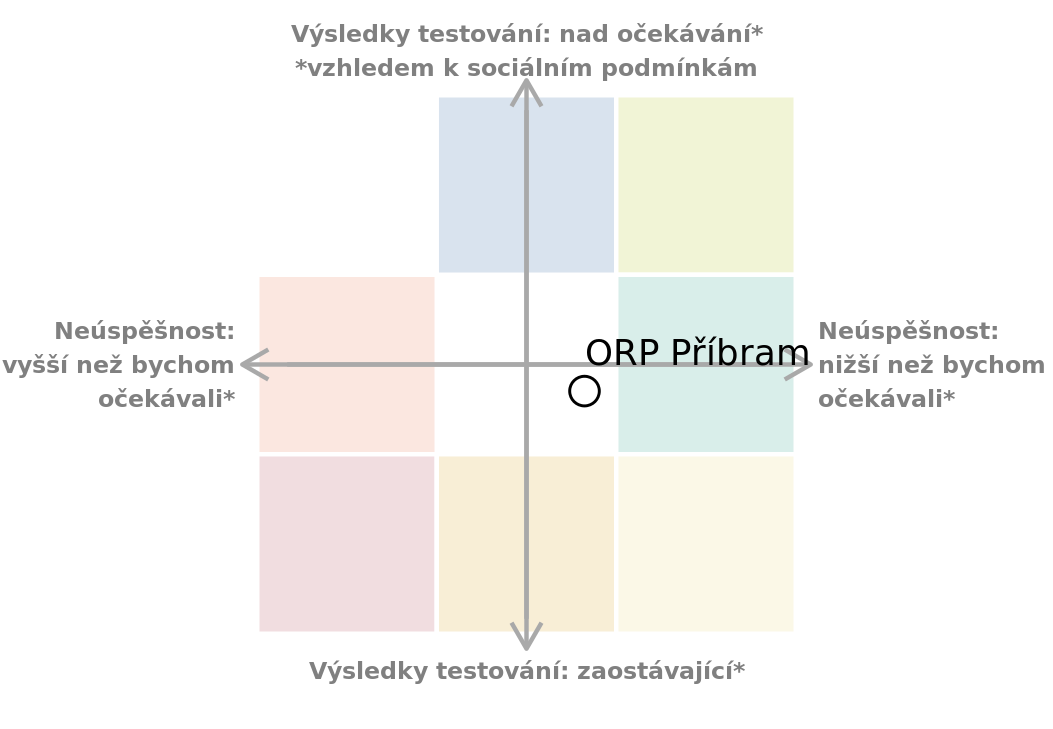 Výsledky testování: nad očekávání*
*vzhledem k sociálním podmínkám
Neúspěšnost:
vyšší než bychom
očekávali*
ORP Příbram
Neúspěšnost:
nižší než bychom
očekávali*
Výsledky testování: zaostávající*